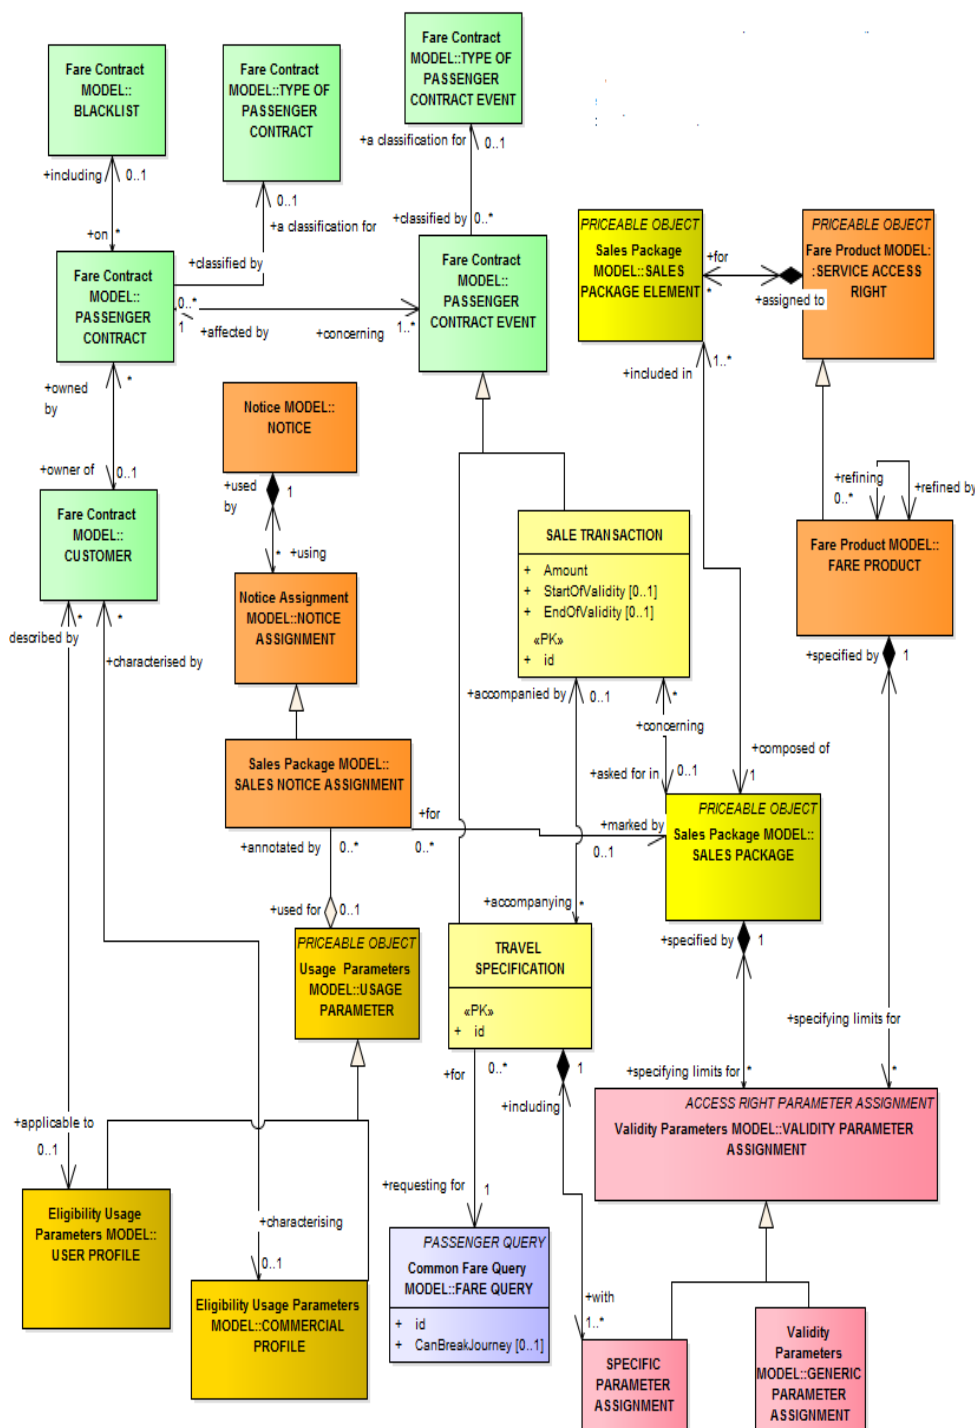 Fare Contract
MODEL::
BLACKLIST
Fare Contract
MODEL::TYPE OF
PASSENGER
CONTRACT
Fare Contract
MODEL::TYPE OF
PASSENGER
CONTRACT EVENT
+including
0..1
+on
*
0..1
+a classification for
+classified by
+a classification for
0..1
+classified by
0..*
Fare Contract
MODEL::
PASSENGER
CONTRACT
0..*
1
+affected by
+concerning
1..*
Fare Contract
MODEL::
PASSENGER
CONTRACT EVENT
PRICEABLE OBJECT
Sales Package
MODEL::SALES
PACKAGE ELEMENT
+for
*
+assigned to
PRICEABLE OBJECT
Fare Product MODEL:
:SERVICE ACCESS
RIGHT
+included in
1..*
+owned
by
*
+owner of
0..1
Notice MODEL::
NOTICE
+used
by
1
*
+using
Fare Contract
MODEL::
CUSTOMER
Notice Assignment
MODEL::NOTICE
ASSIGNMENT
SALE TRANSACTION
+ Amount
+ StartOfValidity [0..1]
+ EndOfValidity [0..1]
«PK»
+ id
+refining
0..*
+refined by
Fare Product MODEL::
FARE PRODUCT
+specified by
1
described by
*
*
+characterised by
+accompanied by
0..1
*
+concerning
+asked for in
0..1
+composed of
1
Sales Package MODEL::
SALES NOTICE ASSIGNMENT
+for
0..*
+marked by
0..1
PRICEABLE OBJECT
Sales Package MODEL::
SALES PACKAGE
+annotated by
0..*
+used for
0..1
+accompanying
*
+specified by
1
PRICEABLE OBJECT
Usage Parameters
MODEL::USAGE
PARAMETER
TRAVEL
SPECIFICATION
«PK»
+ id
+specifying limits for
*
+for
0..*
1
+including
+specifying limits for
*
ACCESS RIGHT PARAMETER ASSIGNMENT
Validity Parameters MODEL::VALIDITY PARAMETER
ASSIGNMENT
+applicable to
0..1
+requesting for
1
Eligibility Usage
Parameters MODEL::
USER PROFILE
+characterising
0..1
Eligibility Usage Parameters
MODEL::COMMERCIAL
PROFILE
PASSENGER QUERY
Common Fare Query
MODEL::FARE QUERY
+ id
+ CanBreakJourney [0..1]
+with
1..*
SPECIFIC
PARAMETER
ASSIGNMENT
Validity
Parameters
MODEL::GENERIC
PARAMETER
ASSIGNMENT